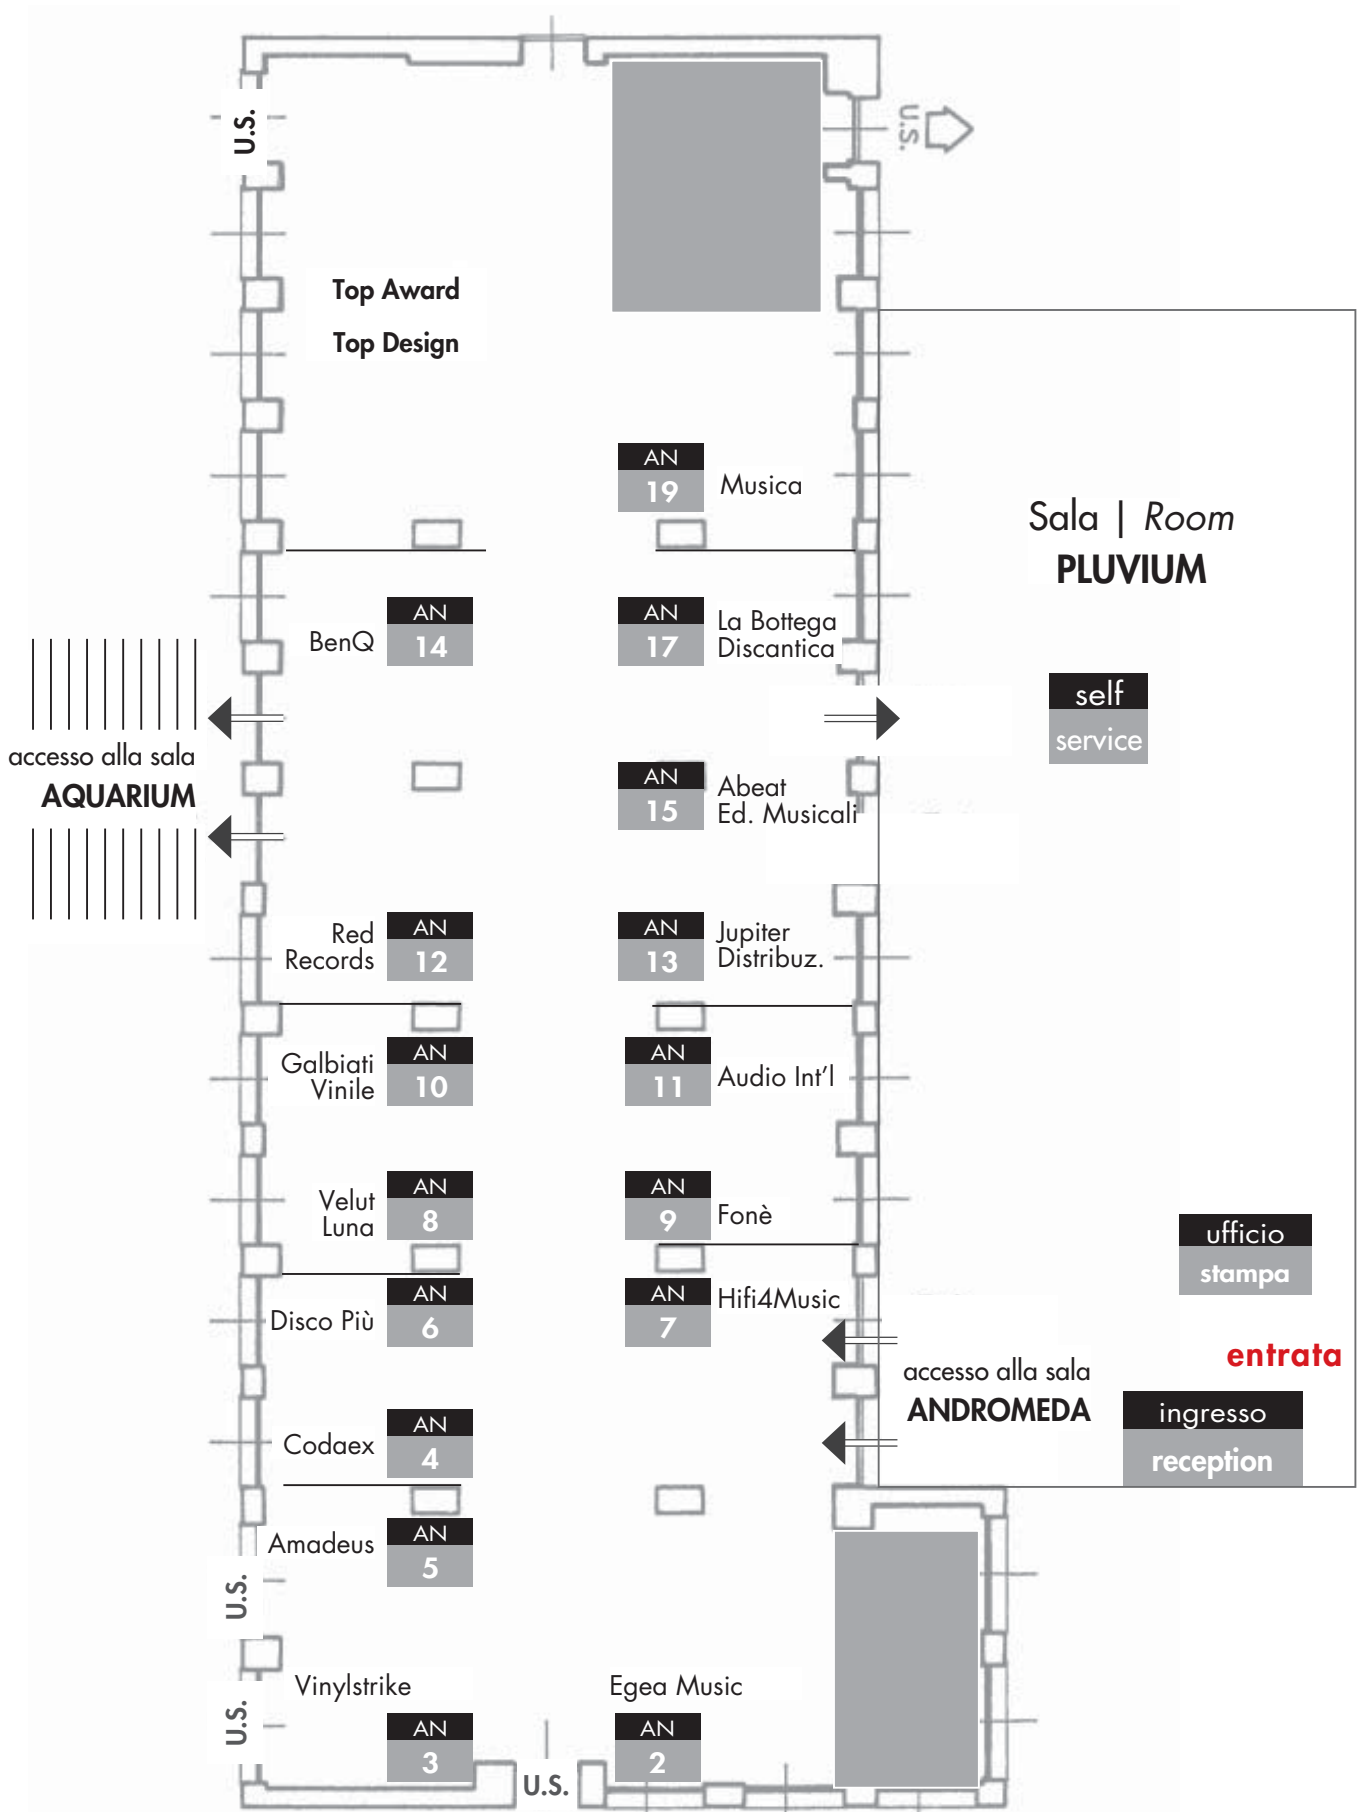 U.S.
U.S.
Top Award
Top Design
AN
19
Musica
Sala | Room
PLUVIUM
BenQ
AN
14
AN
17
La Bottega
Discantica
self
service
accesso alla sala
AQUARIUM
AN
15
Abeat
Ed. Musicali
Red
Records
AN
12
AN
13
Jupiter
Distribuz.
Galbiati
Vinile
AN
10
AN
11
Audio Int'l
Velut
Luna
AN
8
AN
9
Fonè
ufficio
stampa
Disco Più
AN
6
AN
7
Hifi4Music
entrata
accesso alla sala
ANDROMEDA
ingresso
reception
Codaex
AN
4
Amadeus
AN
5
U.S.
Vinylstrike
AN
3
Egea Music
AN
2
U.S.
U.S.